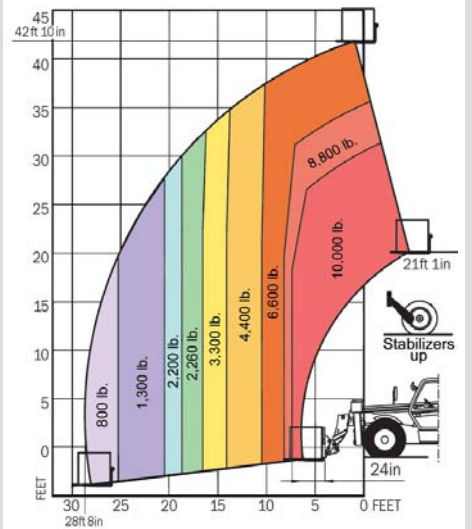 45
42ft 10in
40
35
30
25
20
15
10
5
0
FEET
800 lb.
1,300 lb.
2,200 lb.
2,260 lb.
3,300 lb.
4,400 lb.
6,600 lb.
8,800 lb.
10,000 lb.
21ft 1in
Stabilizers
up
24in
30 25 20 15 10 5 0 FEET
28ft 8in